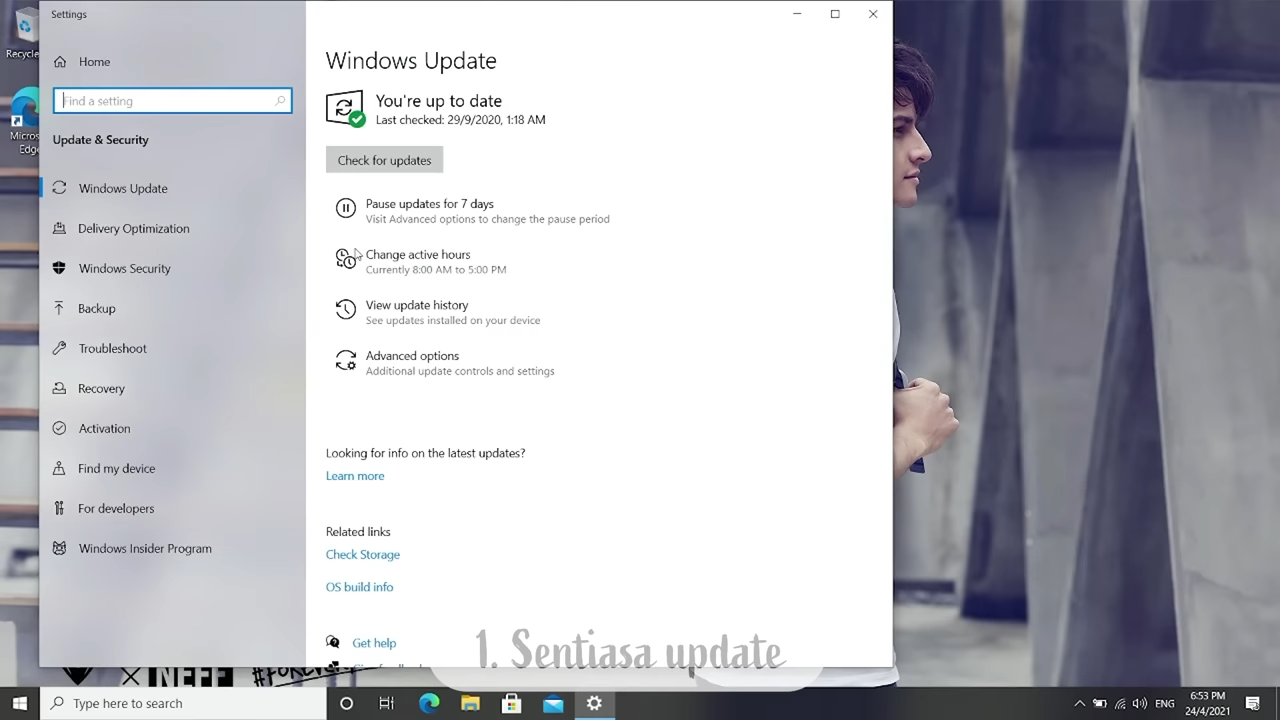 Settings
Recycle
Micros
Edge
Home
Find a setting
Update & Security
Windows Update
Delivery Optimization
Windows Security
Backup
Troubleshoot
Recovery
Activation
Find my device
For developers
Windows Insider Program
Windows Update
You're up to date
Last checked: 29/9/2020, 1:18 AM
Check for updates
Pause updates for 7 days
Visit Advanced options to change the pause period
Change active hours
Currently 8:00 AM to 5:00 PM
View update history
See updates installed on your device
Advanced options
Additional update controls and settings
Looking for info on the latest updates?
Learn more
Related links
Check Storage
OS build info
Get help
1. Sentiasa update
X NEFF
Type here to search
ENG
6:53 PM
24/4/2021